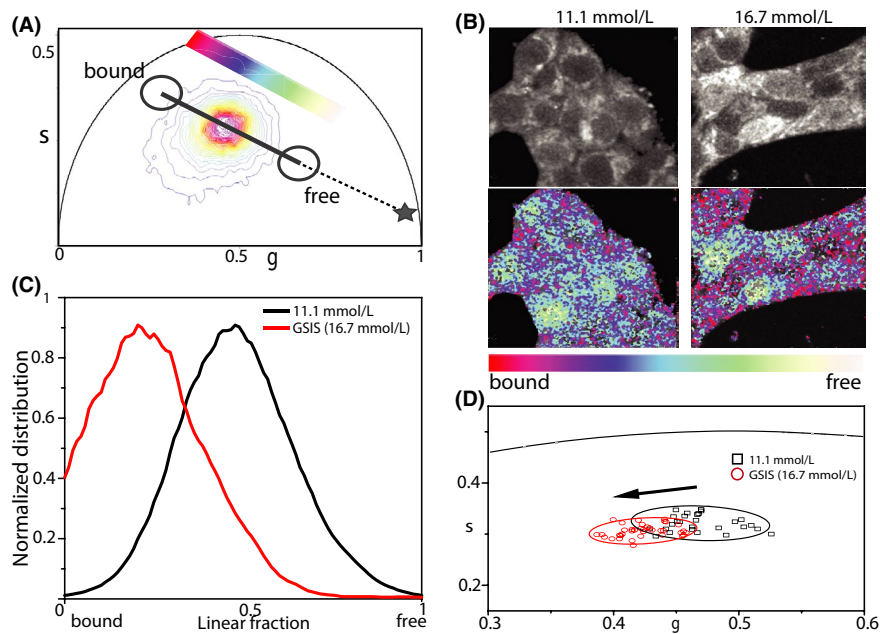 (A)
0.5
bound
s
free
0.5
g
1
(B)
11.1 mmol/L
16.7 mmol/L
bound
free
(C)
1
11.1 mmol/L
GSIS (16.7 mmol/L)
0.8
0.6
0.4
0.2
0
Normalized distribution
0
0.5
1
bound
Linear fraction
free
(D)
11.1 mmol/L
GSIS (16.7 mmol/L)
0.4
s
0.2
0.3
0.4
g
0.5
0.6